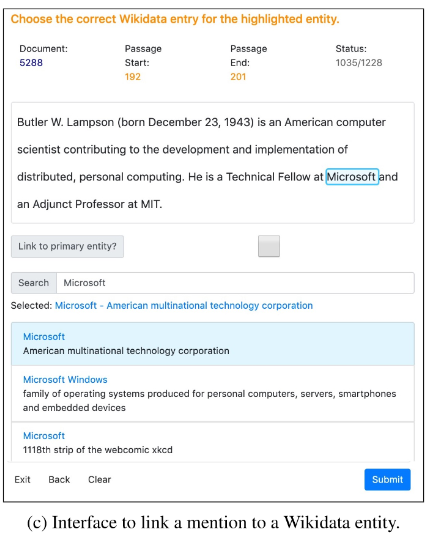 Choose the correct Wikidata entry for the highlighted entity.
Document: Passage Passage Status:
5288 Start: End: 1035/1228
192 201
Butler W. Lampson (born December 23, 1943) is an American computer
scientist contributing to the development and implementation of
distributed, personal computing. He is a Technical Fellow at Microsoft and
an Adjunct Professor at MIT.
Link to primary entity?
Search Microsoft
Selected: Microsoft - American multinational technology corporation
Microsoft
American multinational technology corporation
Microsoft Windows
family of operating systems produced for personal computers, servers, smartphones
and embedded devices
Microsoft
1118th strip of the webcomic xkcd
Exit Back Clear Submit
(c) Interface to link a mention to a Wikidata entity.